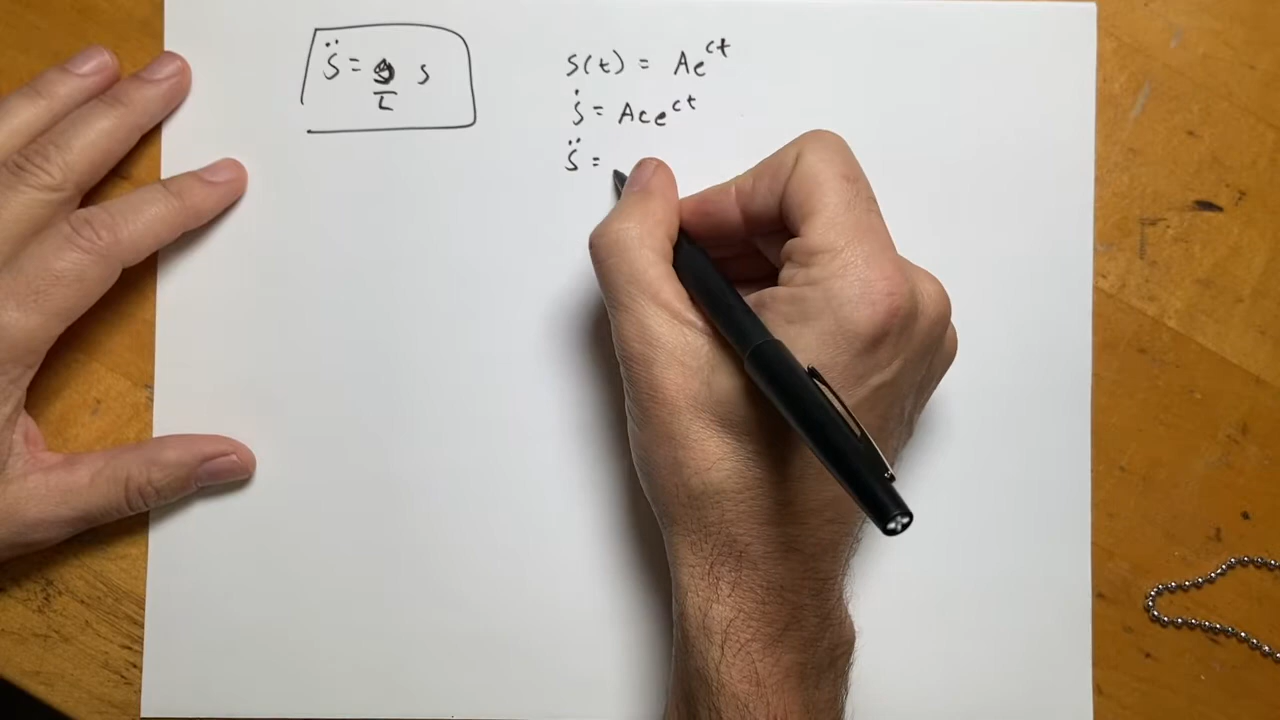 s̈ = g/L s
s(t) = Ae^{ct}
ṡ = Ace^{ct}
s̈ =